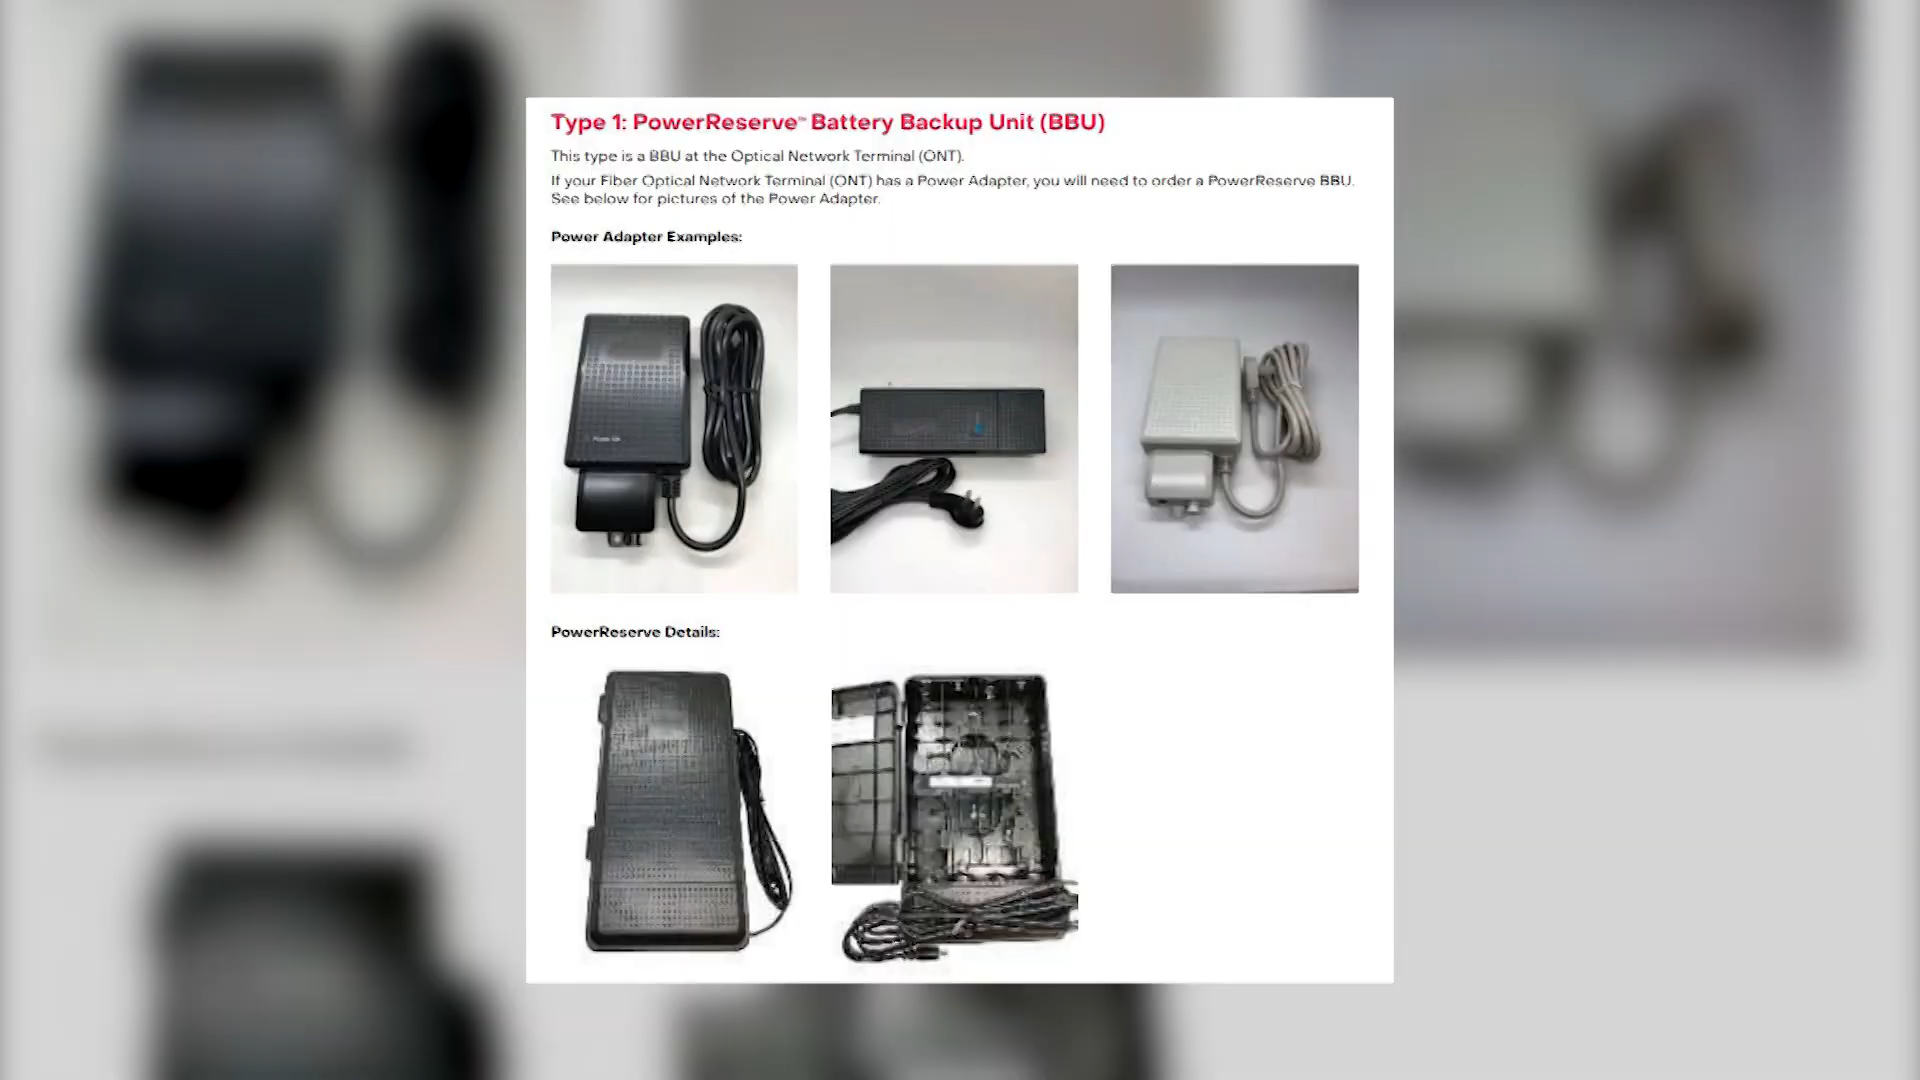 Type 1: PowerReserve™ Battery Backup Unit (BBU)
This type is a BBU at the Optical Network Terminal (ONT).
If your Fiber Optical Network Terminal (ONT) has a Power Adapter, you will need to order a PowerReserve BBU.
See below for pictures of the Power Adapter.
Power Adapter Examples:
PowerReserve Details: